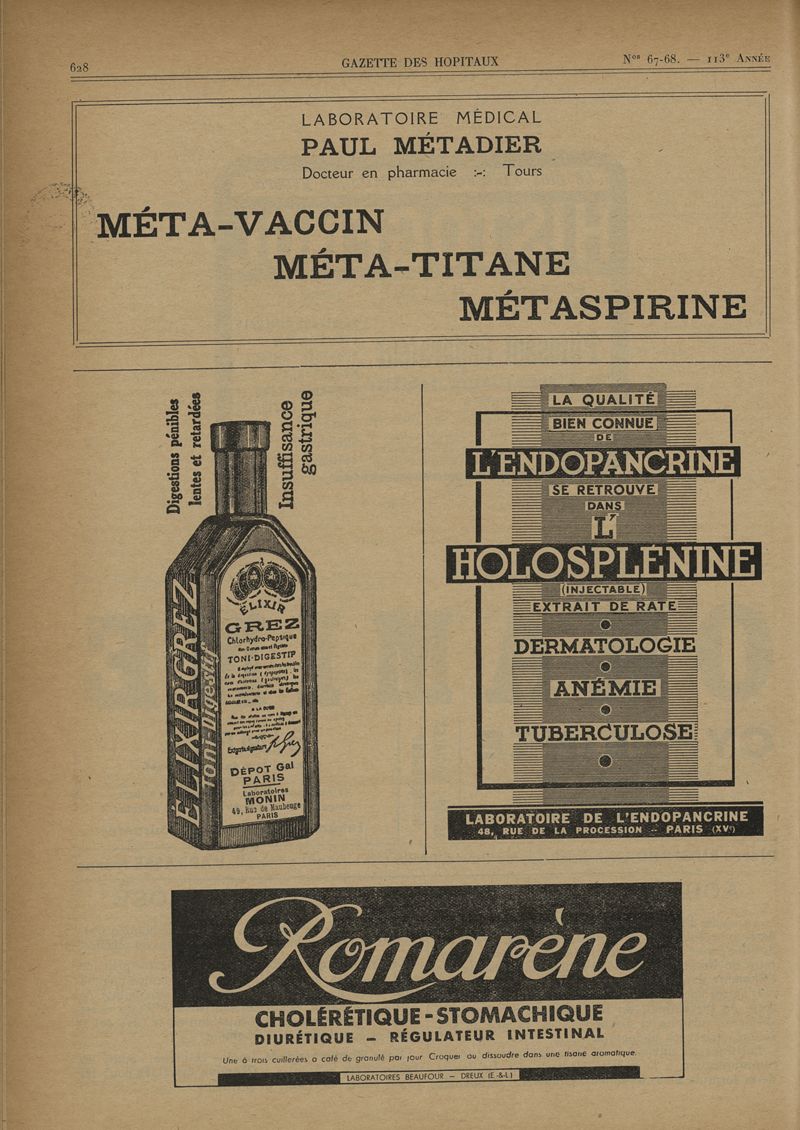 628
GAZETTE DES HOPITAUX
Nos 67-68. — 113e ANNÉE
LABORATOIRE MÉDICAL
PAUL MÉTADIER
Docteur en pharmacie :-: Tours
MÉTA-VACCIN
MÉTA-TITANE
MÉTASPIRINE
Digestions pénibles
lentes et retardées
Insuffisance
gastrique
ÉLIXIR GREZ
Toni-digestif
ÉLIXIR
GREZ
Chlorhydro-Pepsique
TONI-DIGESTIF
DÉPOT Gal
PARIS
Laboratoires
MONIN
49, Rue de Maubeuge
PARIS
LA QUALITÉ
BIEN CONNUE
DE
L'ENDOPANCRINE
SE RETROUVE
DANS
L'
HOLOSPLÉNINE
(INJECTABLE)
EXTRAIT DE RATE
DERMATOLOGIE
ANÉMIE
TUBERCULOSE
LABORATOIRE DE L'ENDOPANCRINE
48, RUE DE LA PROCESSION - PARIS (XVe)
Romarène
CHOLÉRÉTIQUE-STOMACHIQUE
DIURÉTIQUE — RÉGULATEUR INTESTINAL
Une à trois cuillerées a café de granulé par jour Croquer ou dissoudre dans une tisane aromatique.
LABORATOIRES BEAUFOUR — DREUX (E.-&-L.)